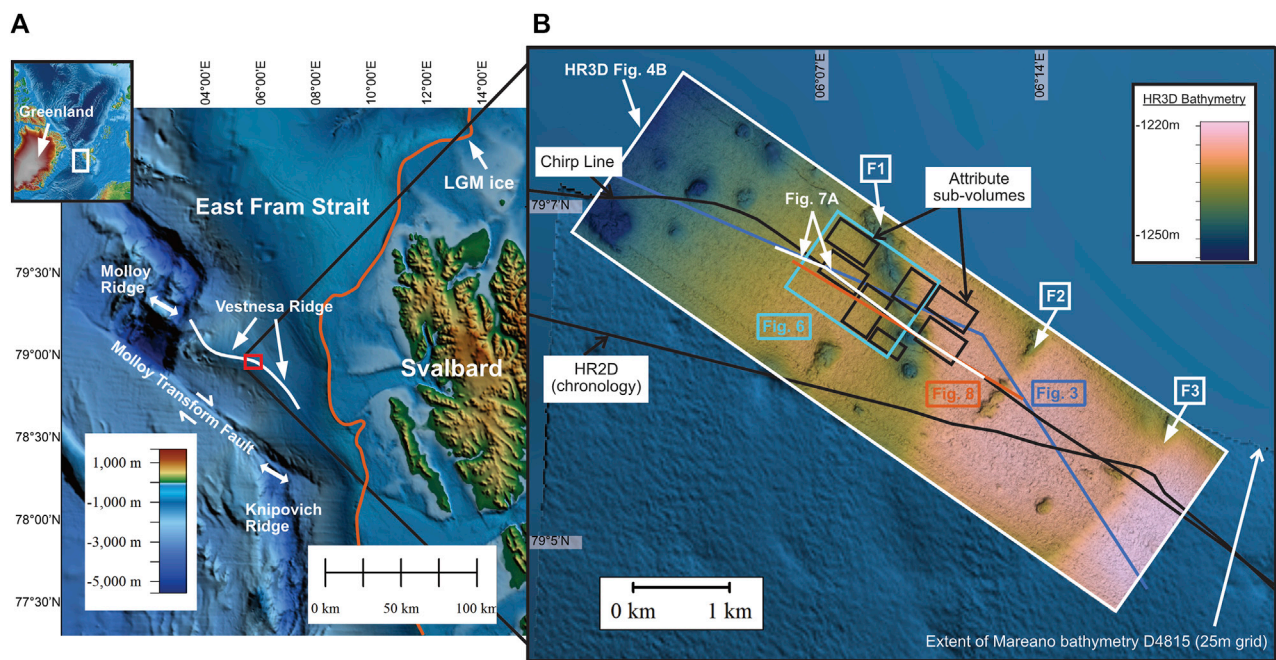 A
04°00'E
06°00'E
08°00'E
10°00'E
12°00'E
14°00'E
Greenland
LGM ice
East Fram Strait
79°30'N
Molloy
Ridge
Vestnesa Ridge
79°00'N
Svalbard
Molloy Transform Fault
78°30'N
1,000 m
-1,000 m
-3,000 m
-5,000 m
Knipovich
Ridge
78°00'N
77°30'N
0 km
50 km
100 km
B
06°07'E
06°14'E
HR3D Fig. 4B
HR3D Bathymetry
-1220m
-1250m
Chirp Line
F1
Attribute
sub-volumes
79°7'N
Fig. 7A
F2
Fig. 6
HR2D
(chronology)
Fig. 8
Fig. 3
F3
79°5'N
0 km
1 km
Extent of Mareano bathymetry D4815 (25m grid)